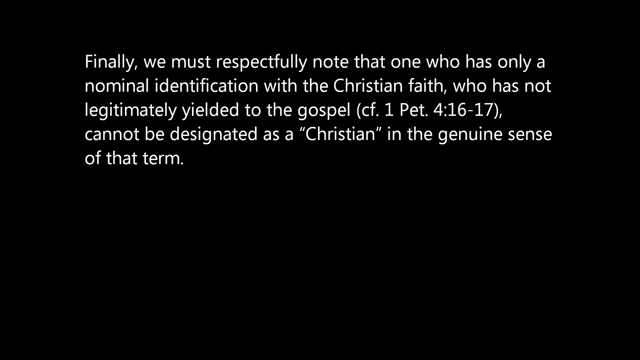 Finally, we must respectfully note that one who has only a
nominal identification with the Christian faith, who has not
legitimately yielded to the gospel (cf. 1 Pet. 4:16-17),
cannot be designated as a “Christian” in the genuine sense
of that term.